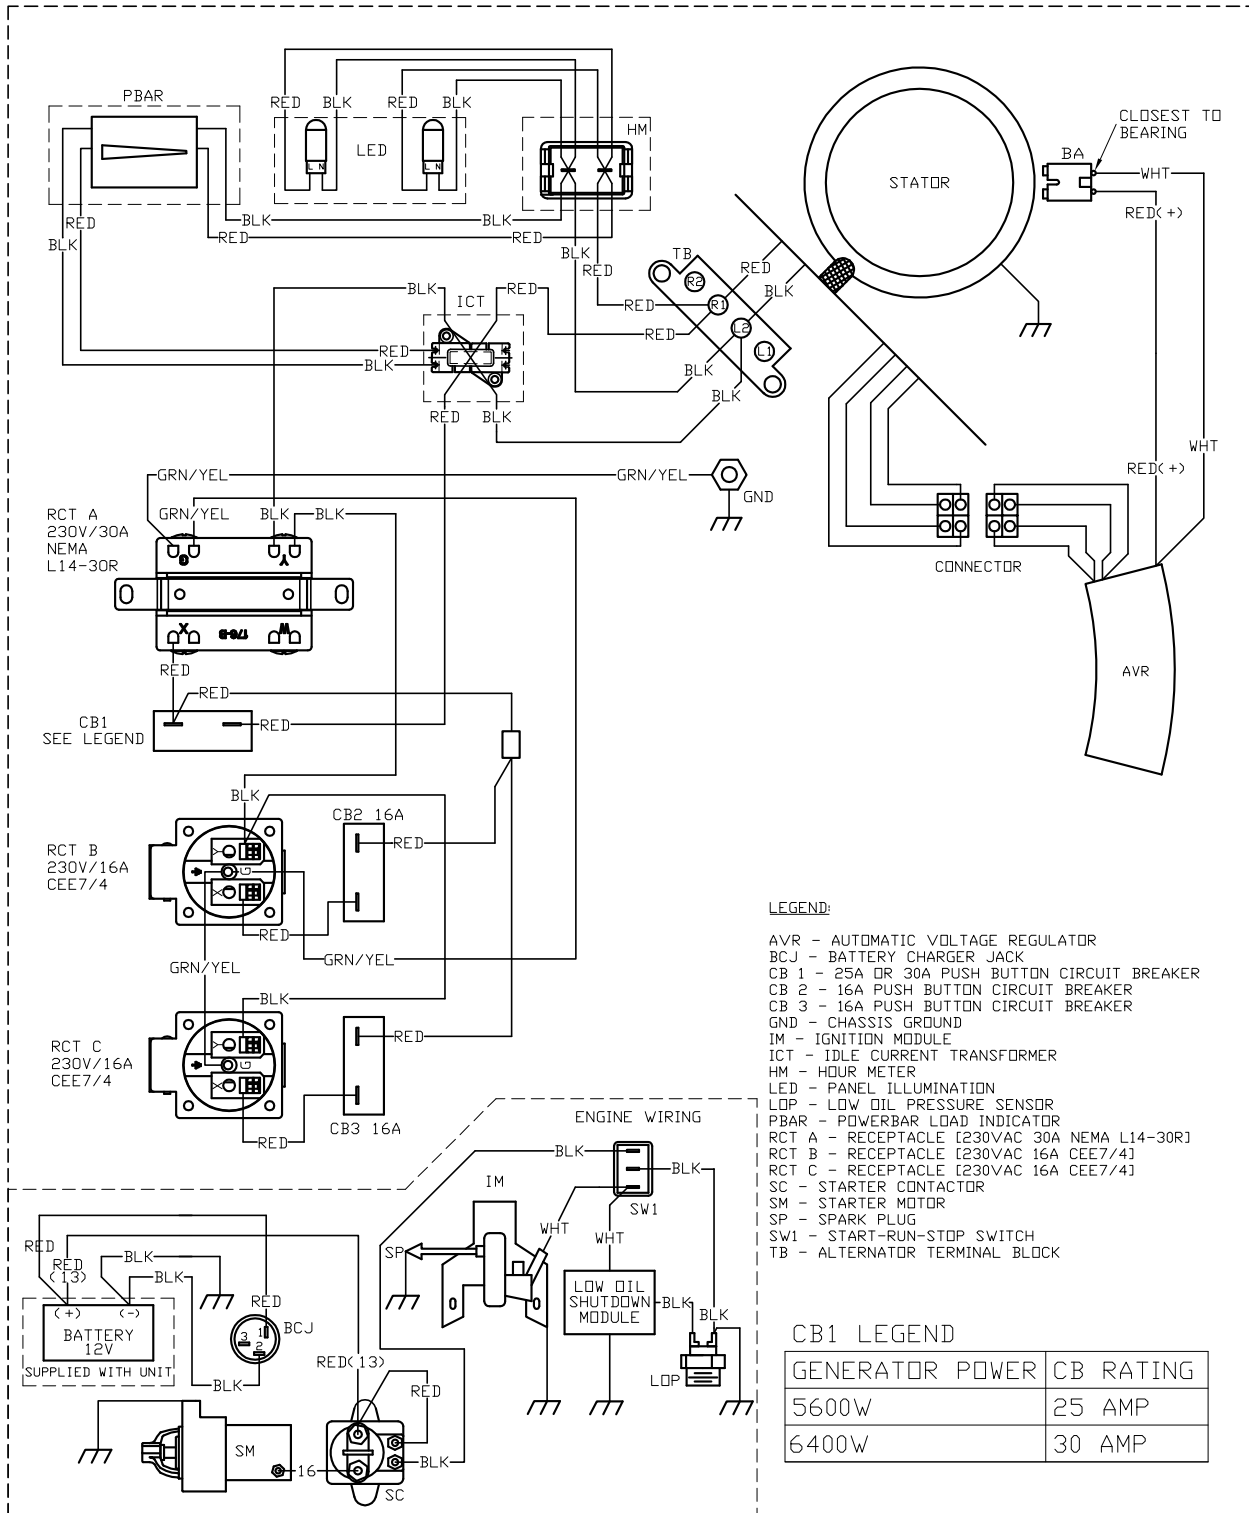 PBAR
RED
BLK
RED
BLK
LED
L N
L N
HM
STATOR
CLOSEST TO
BEARING
BA
WHT
RED(+)
BLK
BLK
RED
RED
RED
BLK
BLK
RED
TB
R2
R1
L2
L1
RED
BLK
BLK
ICT
RED
RED
RED
RED
BLK
BLK
BLK
RED
BLK
WHT
RED(+)
GRN/YEL
GRN/YEL
GND
RCT A
230V/30A
NEMA
L14-30R
GRN/YEL
BLK
BLK
G
Y
X
176-B
W
CONNECTOR
AVR
RED
RED
CB1
SEE LEGEND
RED
BLK
CB2 16A
RED
RCT B
230V/16A
CEE7/4
Y
G
X
RED
GRN/YEL
GRN/YEL
BLK
RCT C
230V/16A
CEE7/4
Y
G
X
RED
RED
CB3 16A
LEGEND:
AVR - AUTOMATIC VOLTAGE REGULATOR
BCJ - BATTERY CHARGER JACK
CB 1 - 25A OR 30A PUSH BUTTON CIRCUIT BREAKER
CB 2 - 16A PUSH BUTTON CIRCUIT BREAKER
CB 3 - 16A PUSH BUTTON CIRCUIT BREAKER
GND - CHASSIS GROUND
IM - IGNITION MODULE
ICT - IDLE CURRENT TRANSFORMER
HM - HOUR METER
LED - PANEL ILLUMINATION
LOP - LOW OIL PRESSURE SENSOR
PBAR - POWERBAR LOAD INDICATOR
RCT A - RECEPTACLE [230VAC 30A NEMA L14-30R]
RCT B - RECEPTACLE [230VAC 16A CEE7/4]
RCT C - RECEPTACLE [230VAC 16A CEE7/4]
SC - STARTER CONTACTOR
SM - STARTER MOTOR
SP - SPARK PLUG
SW1 - START-RUN-STOP SWITCH
TB - ALTERNATOR TERMINAL BLOCK
ENGINE WIRING
BLK
BLK
IM
SW1
WHT
WHT
SP
LOW OIL
SHUTDOWN
MODULE
BLK
BLK
LOP
RED
RED
(13)
BLK
BLK
(+)
(-)
BATTERY
12V
SUPPLIED WITH UNIT
RED
BCJ
1
2
3
BLK
RED(13)
RED
BLK
SM
16
SC
CB1 LEGEND
GENERATOR POWER CB RATING
5600W 25 AMP
6400W 30 AMP